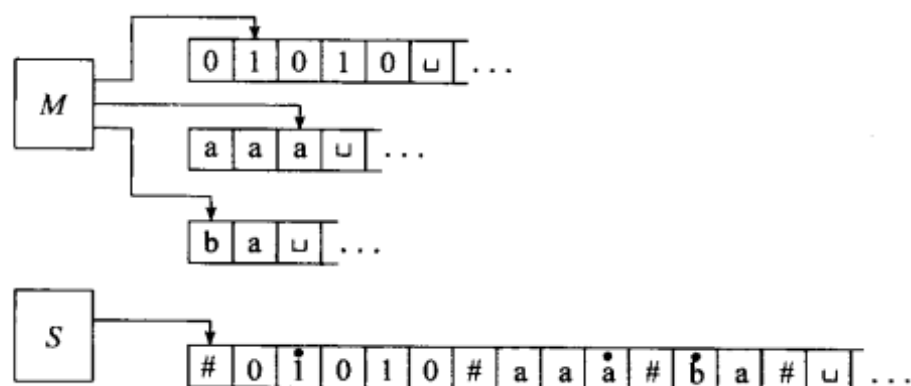 0 1 0 1 0 ␣ ...
M
a a a ␣ ...
b a ␣ ...
S
# 0 1̇ 0 1 0 # a a ȧ # ḃ a # ␣ ...